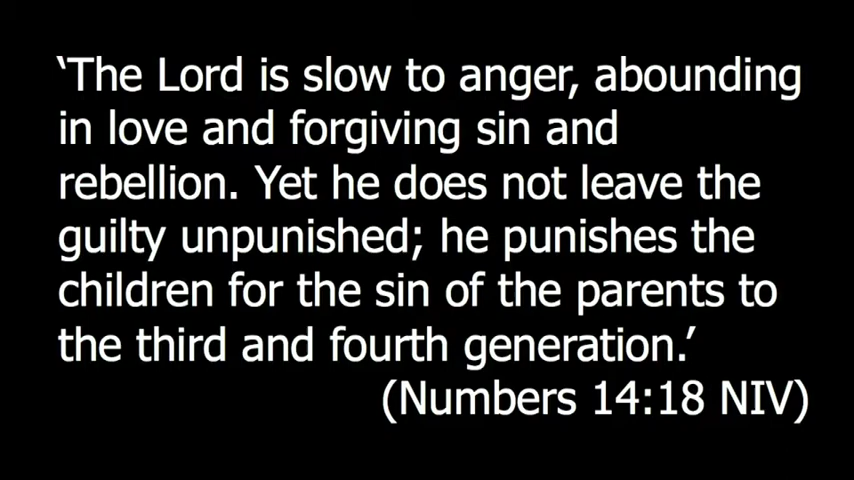 ‘The Lord is slow to anger, abounding
in love and forgiving sin and
rebellion. Yet he does not leave the
guilty unpunished; he punishes the
children for the sin of the parents to
the third and fourth generation.’
(Numbers 14:18 NIV)